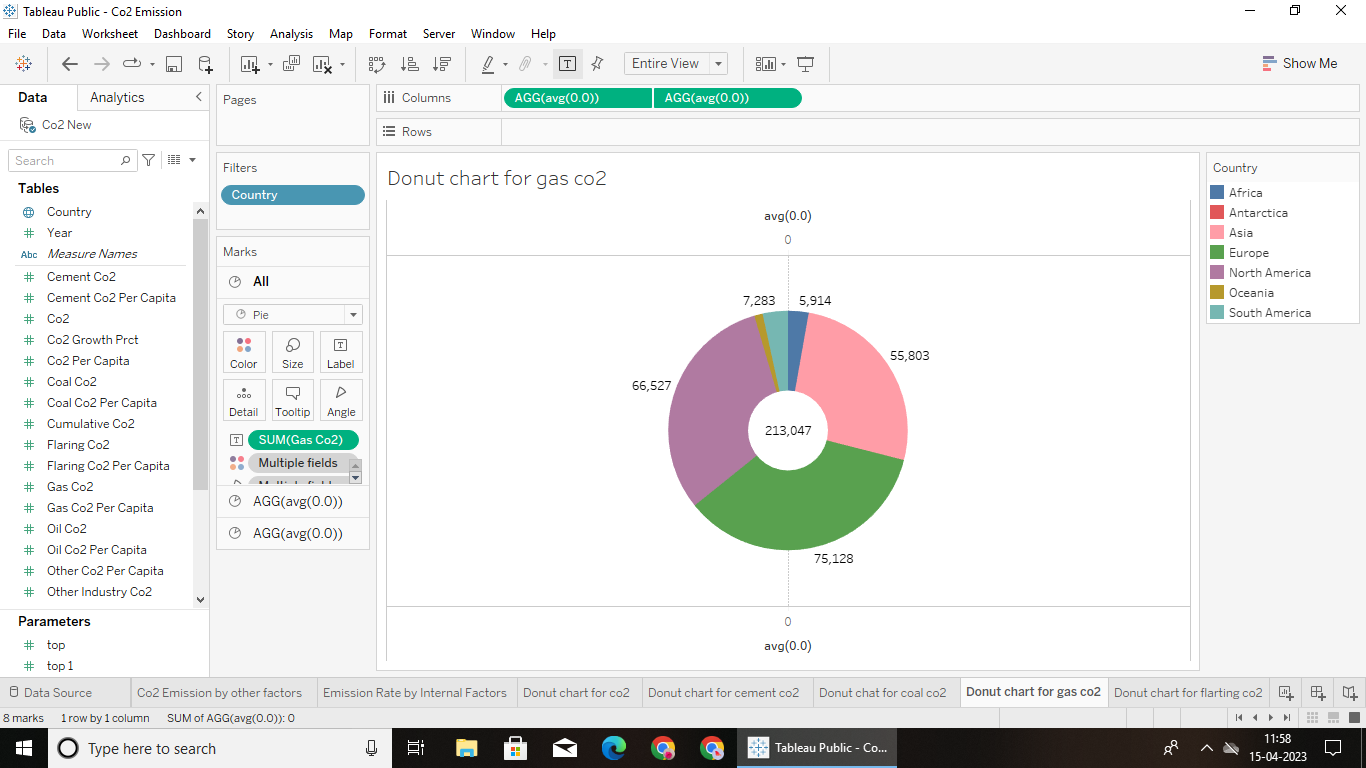 Tableau Public - Co2 Emission
File Data Worksheet Dashboard Story Analysis Map Format Server Window Help
Entire View
Show Me
Data Analytics
Co2 New
Search
Tables
Country
Year
Abc Measure Names
Cement Co2
Cement Co2 Per Capita
Co2
Co2 Growth Prct
Co2 Per Capita
Coal Co2
Coal Co2 Per Capita
Cumulative Co2
Flaring Co2
Flaring Co2 Per Capita
Gas Co2
Gas Co2 Per Capita
Oil Co2
Oil Co2 Per Capita
Other Co2 Per Capita
Other Industry Co2
Parameters
top
top 1
Pages
Filters
Country
Marks
All
Pie
Color Size Label
Detail Tooltip Angle
SUM(Gas Co2)
Multiple fields
Multiple fields
AGG(avg(0.0))
AGG(avg(0.0))
Columns AGG(avg(0.0)) AGG(avg(0.0))
Rows
Donut chart for gas co2
avg(0.0)
0
7,283 5,914
55,803
66,527
213,047
75,128
0
avg(0.0)
Country
Africa
Antarctica
Asia
Europe
North America
Oceania
South America
Data Source Co2 Emission by other factors Emission Rate by Internal Factors Donut chart for co2 Donut chart for cement co2 Donut chat for coal co2 Donut chart for gas co2 Donut chart for flarting co2
8 marks 1 row by 1 column SUM of AGG(avg(0.0)): 0
Type here to search
Tableau Public - Co...
11:58
15-04-2023